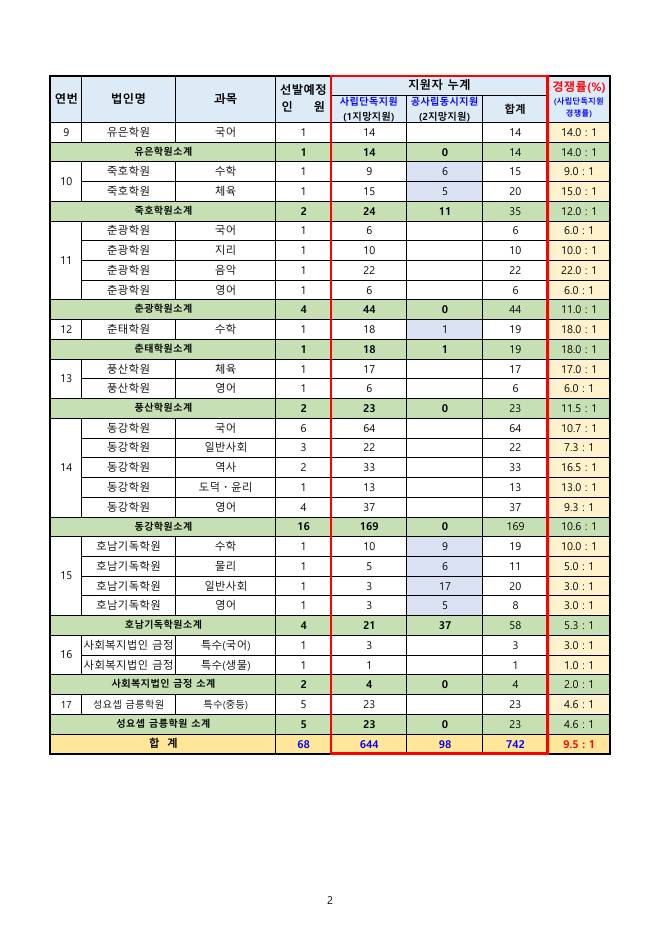 연번 법인명 과목 선발예정 인 원 지원자 누계 경쟁률(%)
사립단독지원 (1지망지원) 공사립동시지원 (2지망지원) 합계 (사립단독지원 경쟁률)
9 유은학원 국어 1 14 14 14.0 : 1
유은학원소계 1 14 0 14 14.0 : 1
10 죽호학원 수학 1 9 6 15 9.0 : 1
죽호학원 체육 1 15 5 20 15.0 : 1
죽호학원소계 2 24 11 35 12.0 : 1
11 춘광학원 국어 1 6 6 6.0 : 1
춘광학원 지리 1 10 10 10.0 : 1
춘광학원 음악 1 22 22 22.0 : 1
춘광학원 영어 1 6 6 6.0 : 1
춘광학원소계 4 44 0 44 11.0 : 1
12 춘태학원 수학 1 18 1 19 18.0 : 1
춘태학원소계 1 18 1 19 18.0 : 1
13 풍산학원 체육 1 17 17 17.0 : 1
풍산학원 영어 1 6 6 6.0 : 1
풍산학원소계 2 23 0 23 11.5 : 1
14 동강학원 국어 6 64 64 10.7 : 1
동강학원 일반사회 3 22 22 7.3 : 1
동강학원 역사 2 33 33 16.5 : 1
동강학원 도덕・윤리 1 13 13 13.0 : 1
동강학원 영어 4 37 37 9.3 : 1
동강학원소계 16 169 0 169 10.6 : 1
15 호남기독학원 수학 1 10 9 19 10.0 : 1
호남기독학원 물리 1 5 6 11 5.0 : 1
호남기독학원 일반사회 1 3 17 20 3.0 : 1
호남기독학원 영어 1 3 5 8 3.0 : 1
호남기독학원소계 4 21 37 58 5.3 : 1
16 사회복지법인 금정 특수(국어) 1 3 3 3.0 : 1
사회복지법인 금정 특수(생물) 1 1 1 1.0 : 1
사회복지법인 금정 소계 2 4 0 4 2.0 : 1
17 성요셉 금릉학원 특수(중등) 5 23 23 4.6 : 1
성요셉 금릉학원 소계 5 23 0 23 4.6 : 1
합 계 68 644 98 742 9.5 : 1
2